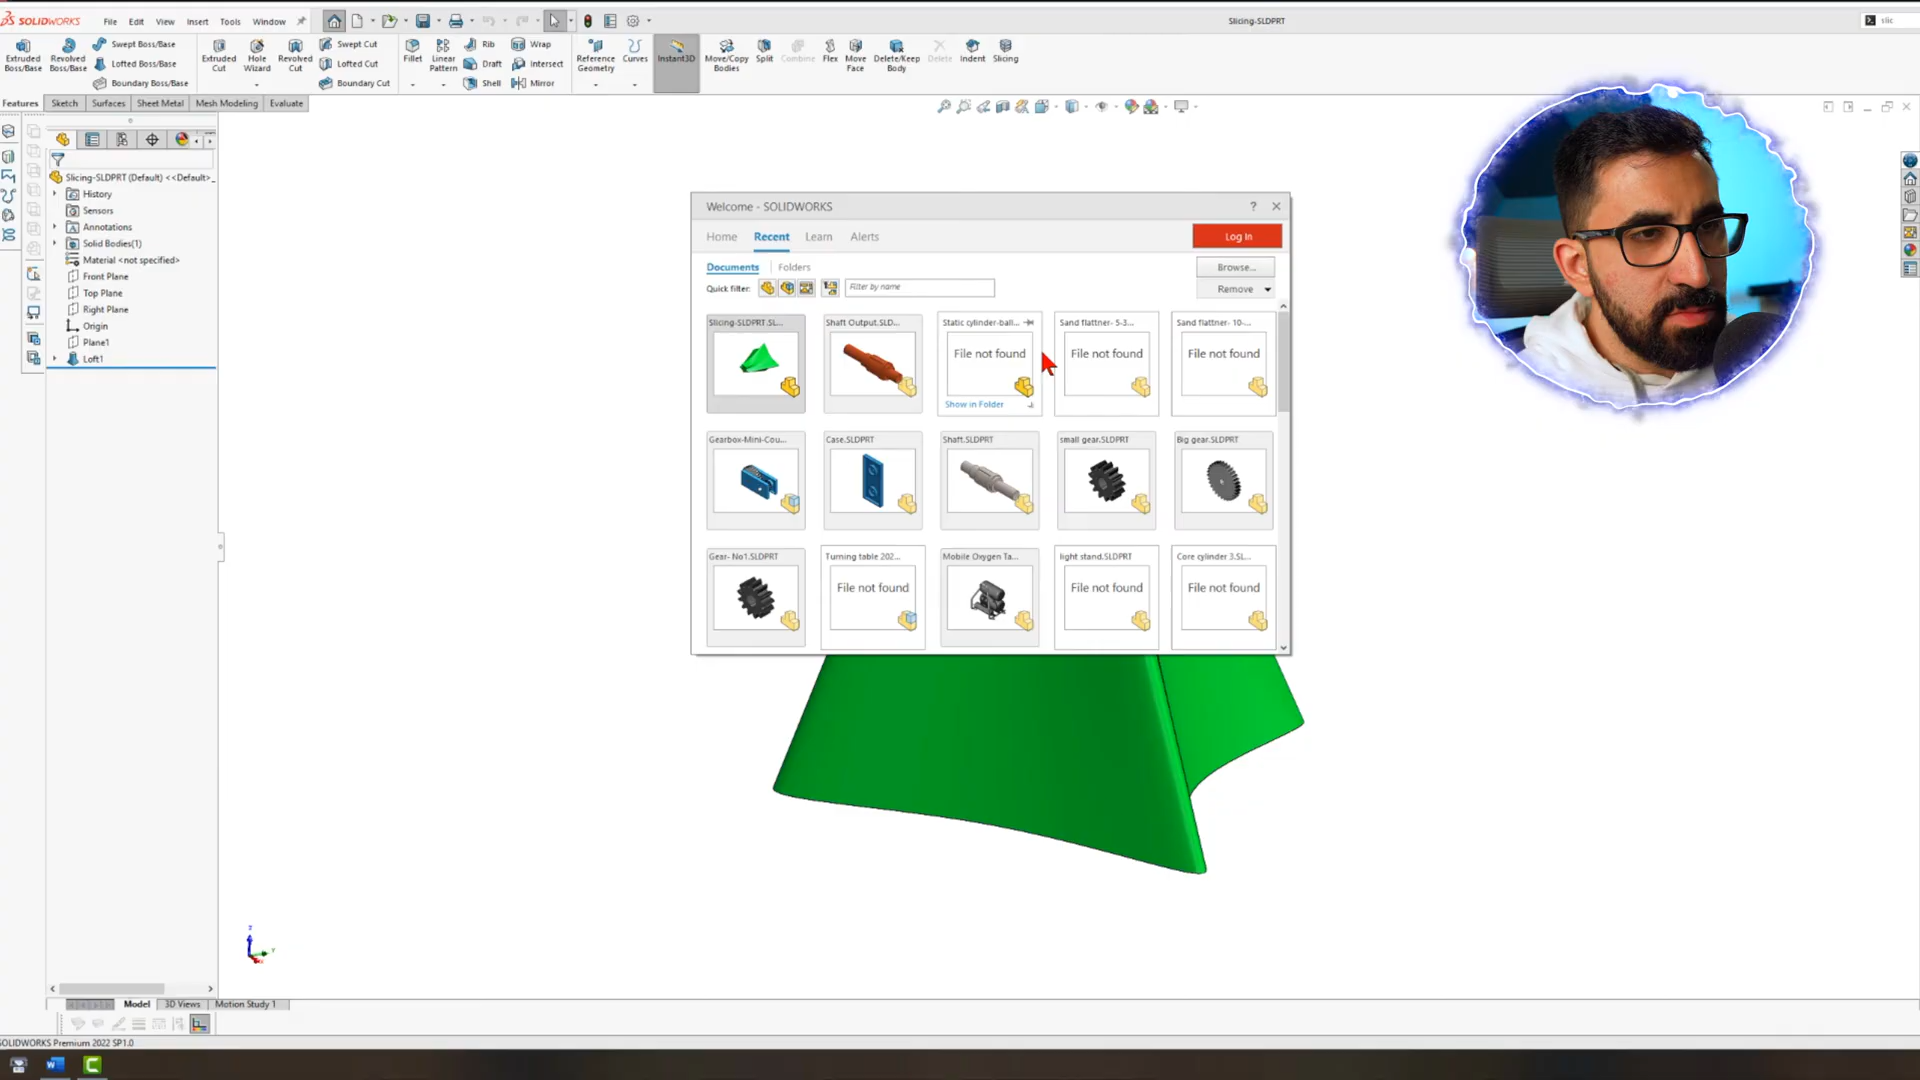 SOLIDWORKS File Edit View Insert Tools Window Slicing-SLDPRT slic
Extruded Boss/Base
Revolved Boss/Base
Swept Boss/Base
Lofted Boss/Base
Boundary Boss/Base
Extruded Cut
Hole Wizard
Revolved Cut
Swept Cut
Lofted Cut
Boundary Cut
Fillet
Linear Pattern
Rib
Draft
Shell
Wrap
Intersect
Mirror
Reference Geometry
Curves
Instant3D
Move/Copy Bodies
Split
Combine
Flex
Move Face
Delete/Keep Body
Delete
Indent
Slicing
Features Sketch Surfaces Sheet Metal Mesh Modeling Evaluate
Slicing-SLDPRT (Default) <<Default>_
History
Sensors
Annotations
Solid Bodies(1)
Material <not specified>
Front Plane
Top Plane
Right Plane
Origin
Plane1
Loft1
Welcome - SOLIDWORKS ?
Home Recent Learn Alerts Log In
Documents Folders Browse...
Quick filter: Filter by name Remove
Slicing-SLDPRT.SL... Shaft Output.SLD... Static cylinder-ball... Sand flattner- 5-3... Sand flattner- 10-...
File not found File not found File not found
Show in Folder
Gearbox-Mini-Cou... Case.SLDPRT Shaft.SLDPRT small gear.SLDPRT Big gear.SLDPRT
Gear- No1.SLDPRT Turning table 202... Mobile Oxygen Ta... light stand.SLDPRT Core cylinder 3.SL...
File not found File not found File not found
Model 3D Views Motion Study 1
SOLIDWORKS Premium 2022 SP1.0